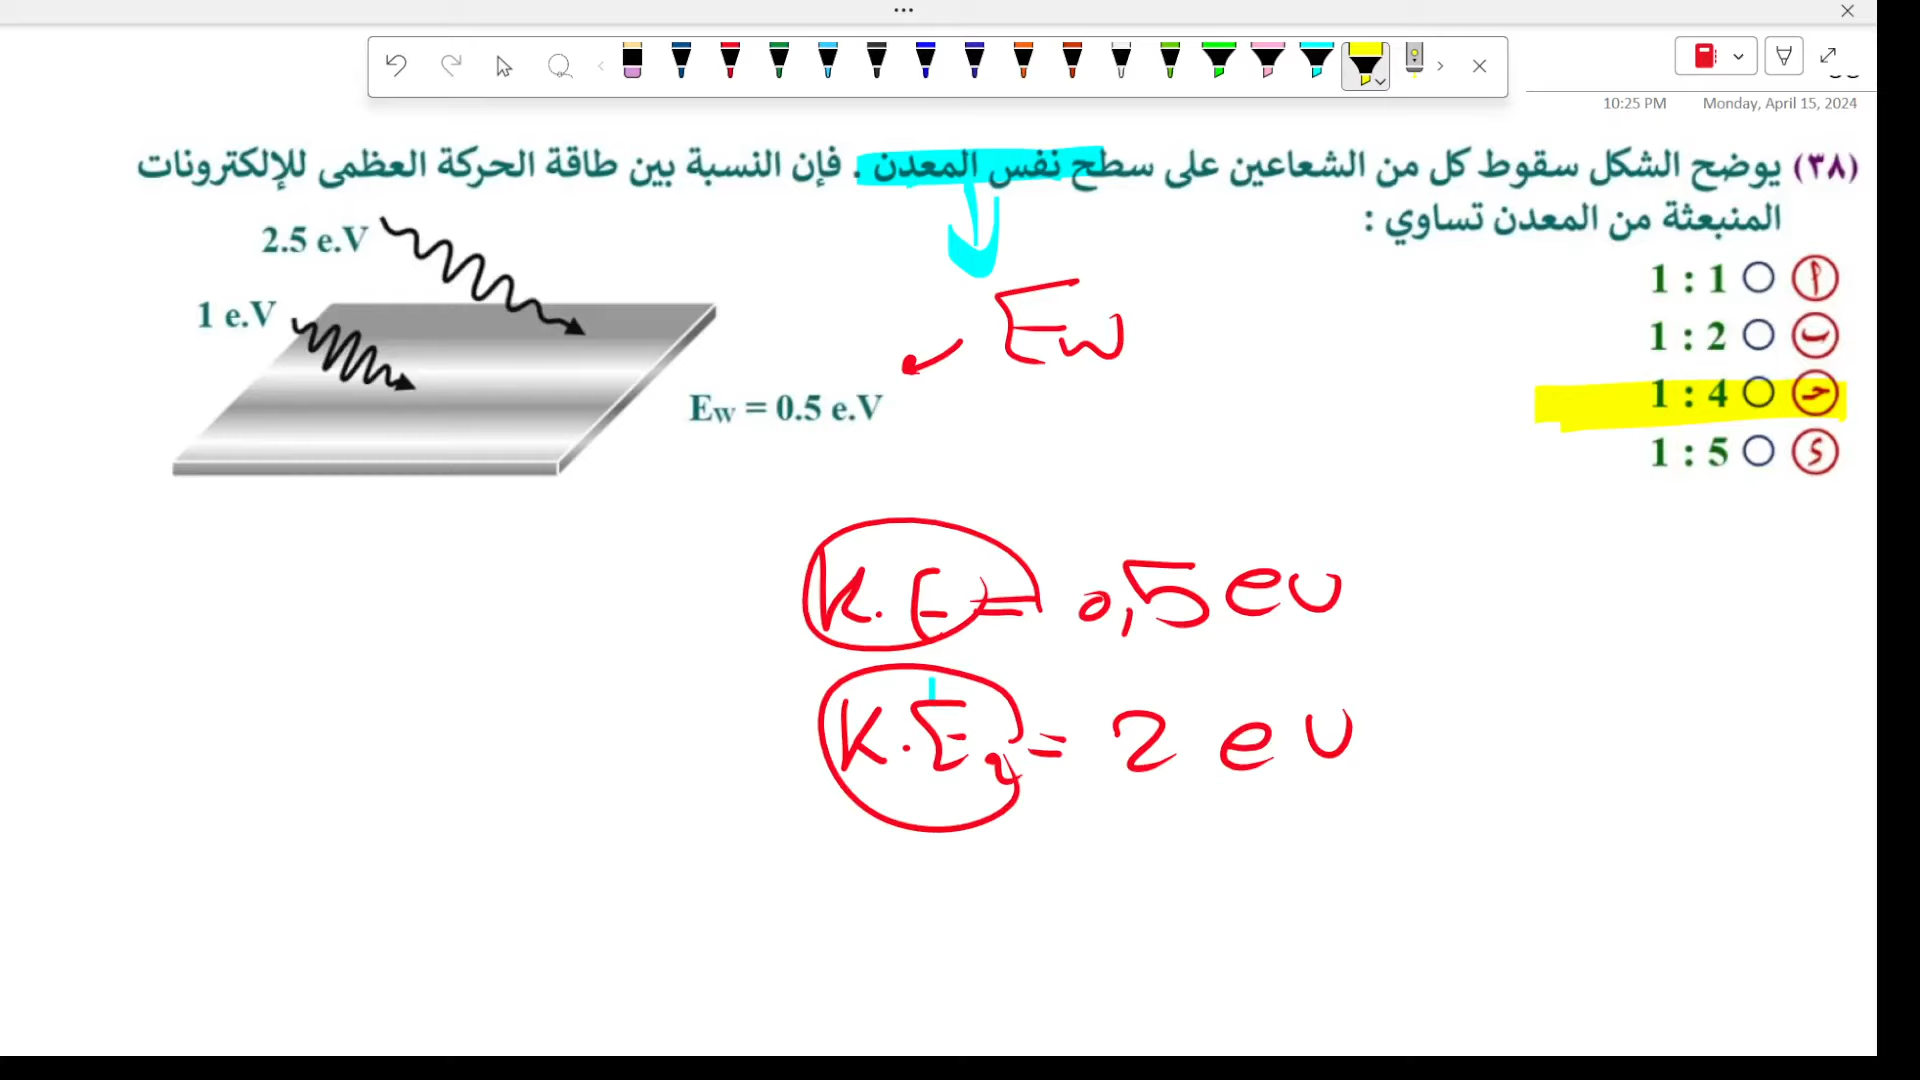 10:25 PM Monday, April 15, 2024
(٣٨) يوضح الشكل سقوط كل من الشعاعين على سطح نفس المعدن . فإن النسبة بين طاقة الحركة العظمى للإلكترونات
المنبعثة من المعدن تساوي :
2.5 e.V
1 e.V
Ew
Ew = 0.5 e.V
أ 1 : 1
ب 1 : 2
جـ 1 : 4
د 1 : 5
K.E = 0,5 ev
K.E2 = 2 ev